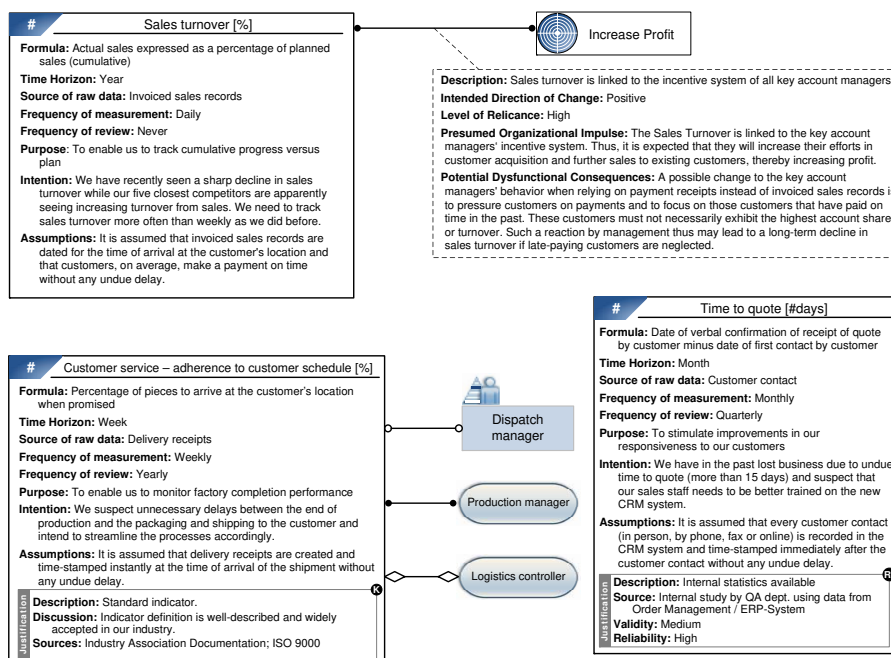 # Sales turnover [%]
Formula: Actual sales expressed as a percentage of planned
sales (cumulative)
Time Horizon: Year
Source of raw data: Invoiced sales records
Frequency of measurement: Daily
Frequency of review: Never
Purpose: To enable us to track cumulative progress versus
plan
Intention: We have recently seen a sharp decline in sales
turnover while our five closest competitors are apparently
seeing increasing turnover from sales. We need to track
sales turnover more often than weekly as we did before.
Assumptions: It is assumed that invoiced sales records are
dated for the time of arrival at the customer's location and
that customers, on average, make a payment on time
without any undue delay.
Increase Profit
Description: Sales turnover is linked to the incentive system of all key account managers
Intended Direction of Change: Positive
Level of Relicance: High
Presumed Organizational Impulse: The Sales Turnover is linked to the key account
managers' incentive system. Thus, it is expected that they will increase their efforts in
customer acquisition and further sales to existing customers, thereby increasing profit.
Potential Dysfunctional Consequences: A possible change to the key account
managers' behavior when relying on payment receipts instead of invoiced sales records is
to pressure customers on payments and to focus on those customers that have paid on
time in the past. These customers must not necessarily exhibit the highest account share
or turnover. Such a reaction by management thus may lead to a long-term decline in
sales turnover if late-paying customers are neglected.
# Customer service – adherence to customer schedule [%]
Formula: Percentage of pieces to arrive at the customer's location
when promised
Time Horizon: Week
Source of raw data: Delivery receipts
Frequency of measurement: Weekly
Frequency of review: Yearly
Purpose: To enable us to monitor factory completion performance
Intention: We suspect unnecessary delays between the end of
production and the packaging and shipping to the customer and
intend to streamline the processes accordingly.
Assumptions: It is assumed that delivery receipts are created and
time-stamped instantly at the time of arrival of the shipment without
any undue delay.
K
Justification
Description: Standard indicator.
Discussion: Indicator definition is well-described and widely
accepted in our industry.
Sources: Industry Association Documentation; ISO 9000
Dispatch
manager
Production manager
Logistics controller
# Time to quote [#days]
Formula: Date of verbal confirmation of receipt of quote
by customer minus date of first contact by customer
Time Horizon: Month
Source of raw data: Customer contact
Frequency of measurement: Monthly
Frequency of review: Quarterly
Purpose: To stimulate improvements in our
responsiveness to our customers
Intention: We have in the past lost business due to undue
time to quote (more than 15 days) and suspect that
our sales staff needs to be better trained on the new
CRM system.
Assumptions: It is assumed that every customer contact
(in person, by phone, fax or online) is recorded in the
CRM system and time-stamped immediately after the
customer contact without any undue delay.
R
Justification
Description: Internal statistics available
Source: Internal study by QA dept. using data from
Order Management / ERP-System
Validity: Medium
Reliability: High